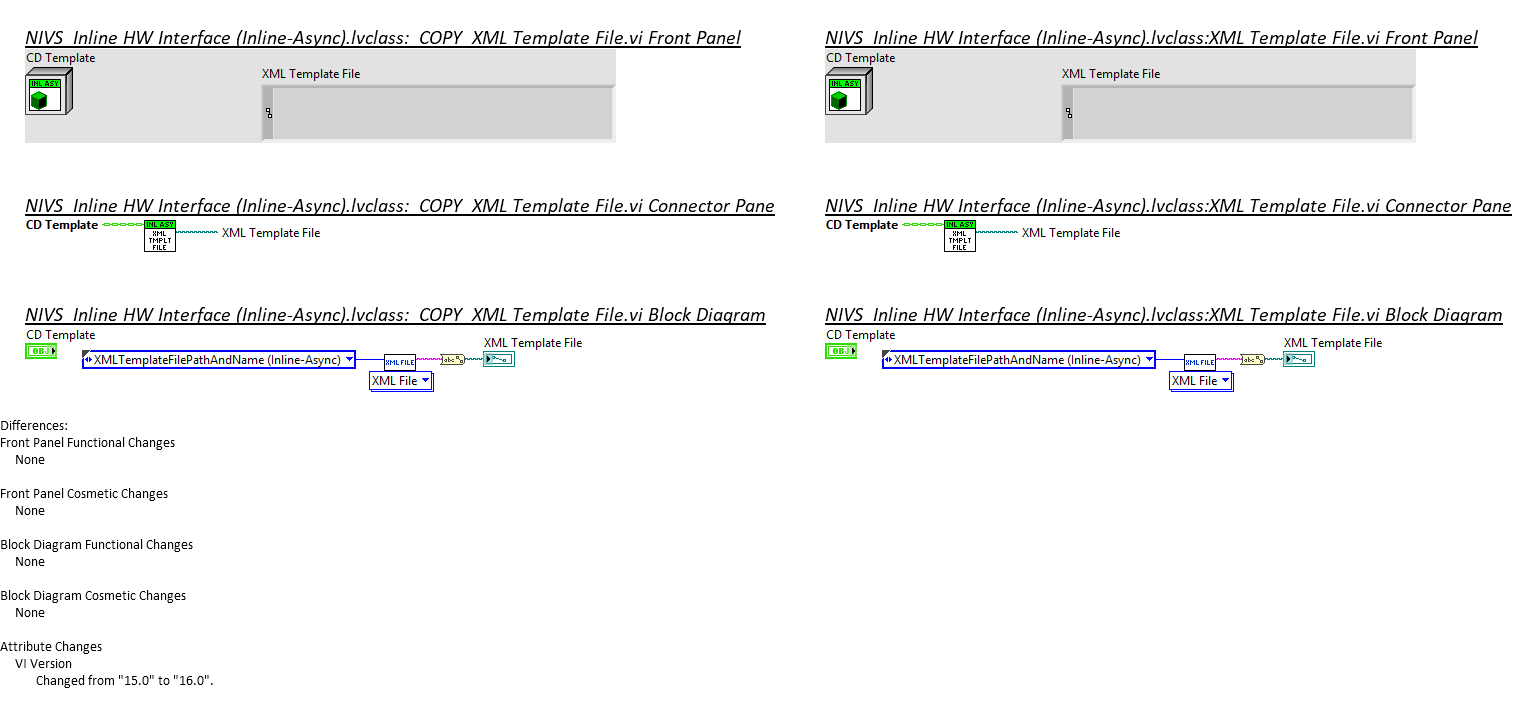 NIVS  Inline HW Interface (Inline-Async).lvclass:  COPY  XML Template File.vi Front Panel
CD Template
INL ASY
XML Template File
NIVS  Inline HW Interface (Inline-Async).lvclass:XML Template File.vi Front Panel
CD Template
INL ASY
XML Template File
NIVS  Inline HW Interface (Inline-Async).lvclass:  COPY  XML Template File.vi Connector Pane
CD Template
INL ASY
XML
TMPLT
FILE
XML Template File
NIVS  Inline HW Interface (Inline-Async).lvclass:XML Template File.vi Connector Pane
CD Template
INL ASY
XML
TMPLT
FILE
XML Template File
NIVS  Inline HW Interface (Inline-Async).lvclass:  COPY  XML Template File.vi Block Diagram
CD Template
OBJ
XMLTemplateFilePathAndName (Inline-Async)
XML FILE
XML File
abc
XML Template File
NIVS  Inline HW Interface (Inline-Async).lvclass:XML Template File.vi Block Diagram
CD Template
OBJ
XMLTemplateFilePathAndName (Inline-Async)
XML FILE
XML File
abc
XML Template File
Differences:
Front Panel Functional Changes
None
Front Panel Cosmetic Changes
None
Block Diagram Functional Changes
None
Block Diagram Cosmetic Changes
None
Attribute Changes
VI Version
Changed from "15.0" to "16.0".